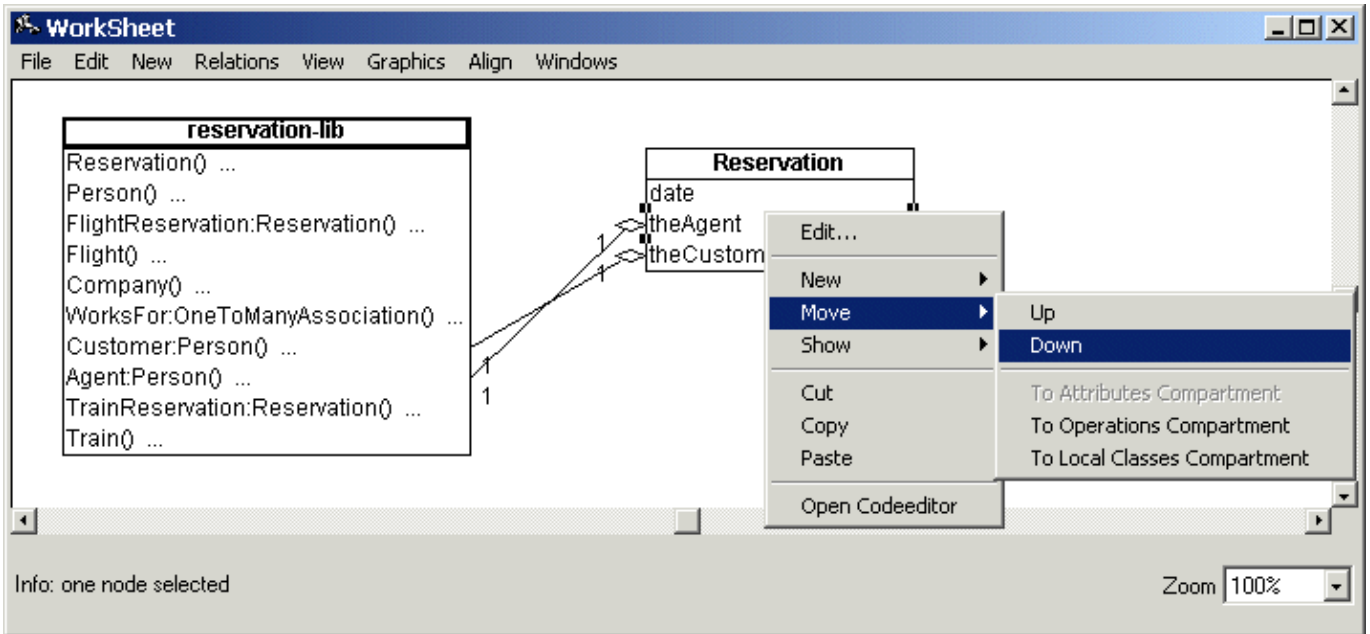 WorkSheet
File Edit New Relations View Graphics Align Windows
reservation-lib
Reservation() ...
Person() ...
FlightReservation:Reservation() ...
Flight() ...
Company() ...
WorksFor:OneToManyAssociation() ...
Customer:Person() ...
Agent:Person() ...
TrainReservation:Reservation() ...
Train() ...
1
1
1
1
Reservation
date
theAgent
theCustom
Edit...
New
Move
Show
Cut
Copy
Paste
Open Codeeditor
Up
Down
To Attributes Compartment
To Operations Compartment
To Local Classes Compartment
Info: one node selected
Zoom 100%